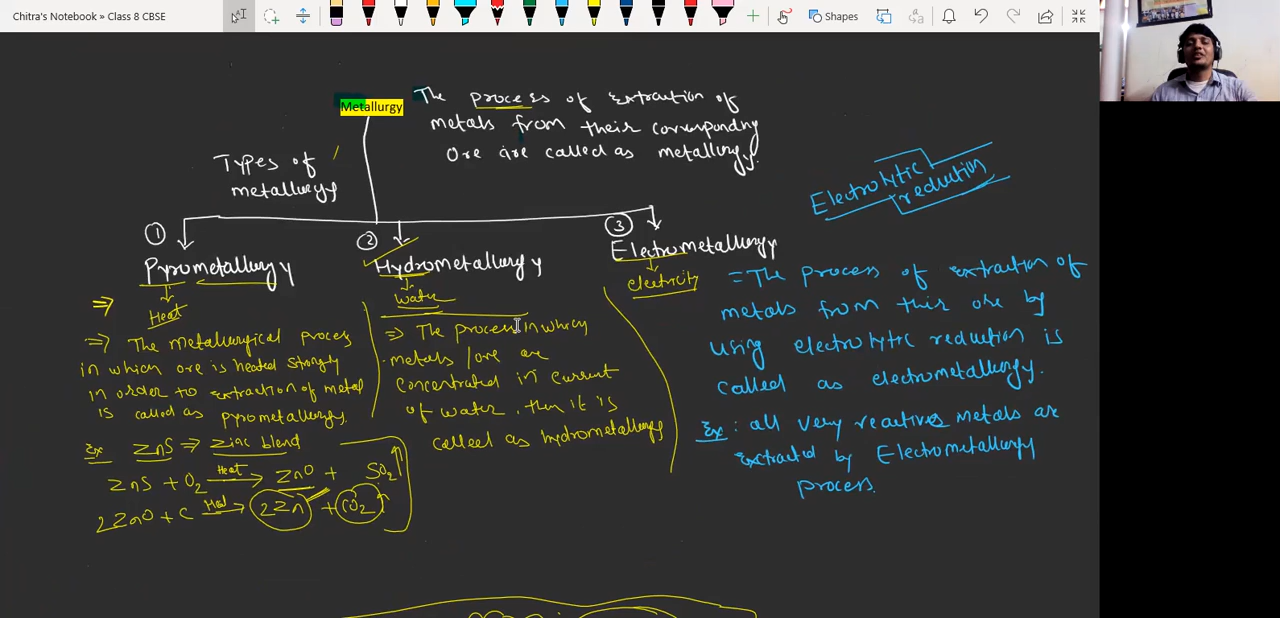 Chitra's Notebook » Class 8 CBSE
Shapes
Metallurgy
The process of extraction of
metals from their corresponding
Ore are called as metallurgy.
Types of
metallurgy
Electrolytic
reduction
① Pyrometallurgy
Heat
⇒ The metallurgical process
in which ore is heated strongly
in order to extraction of metal
is called as pyrometallurgy.
Ex ZnS ⇒ Zinc blend
ZnS + O2 Heat → ZnO + SO2↑
2ZnO + C Heat → 2Zn + CO2↑
② Hydrometallurgy
Water
⇒ The process in which
metals / ore are
concentrated in current
of water, then it is
called as hydrometallurgy
③ Electrometallurgy
electricity
= The process of extraction of
metals from this ore by
using electrolytic reduction is
called as electrometallurgy.
Ex: all very reactives metals are
extracted by Electrometallurgy
process.